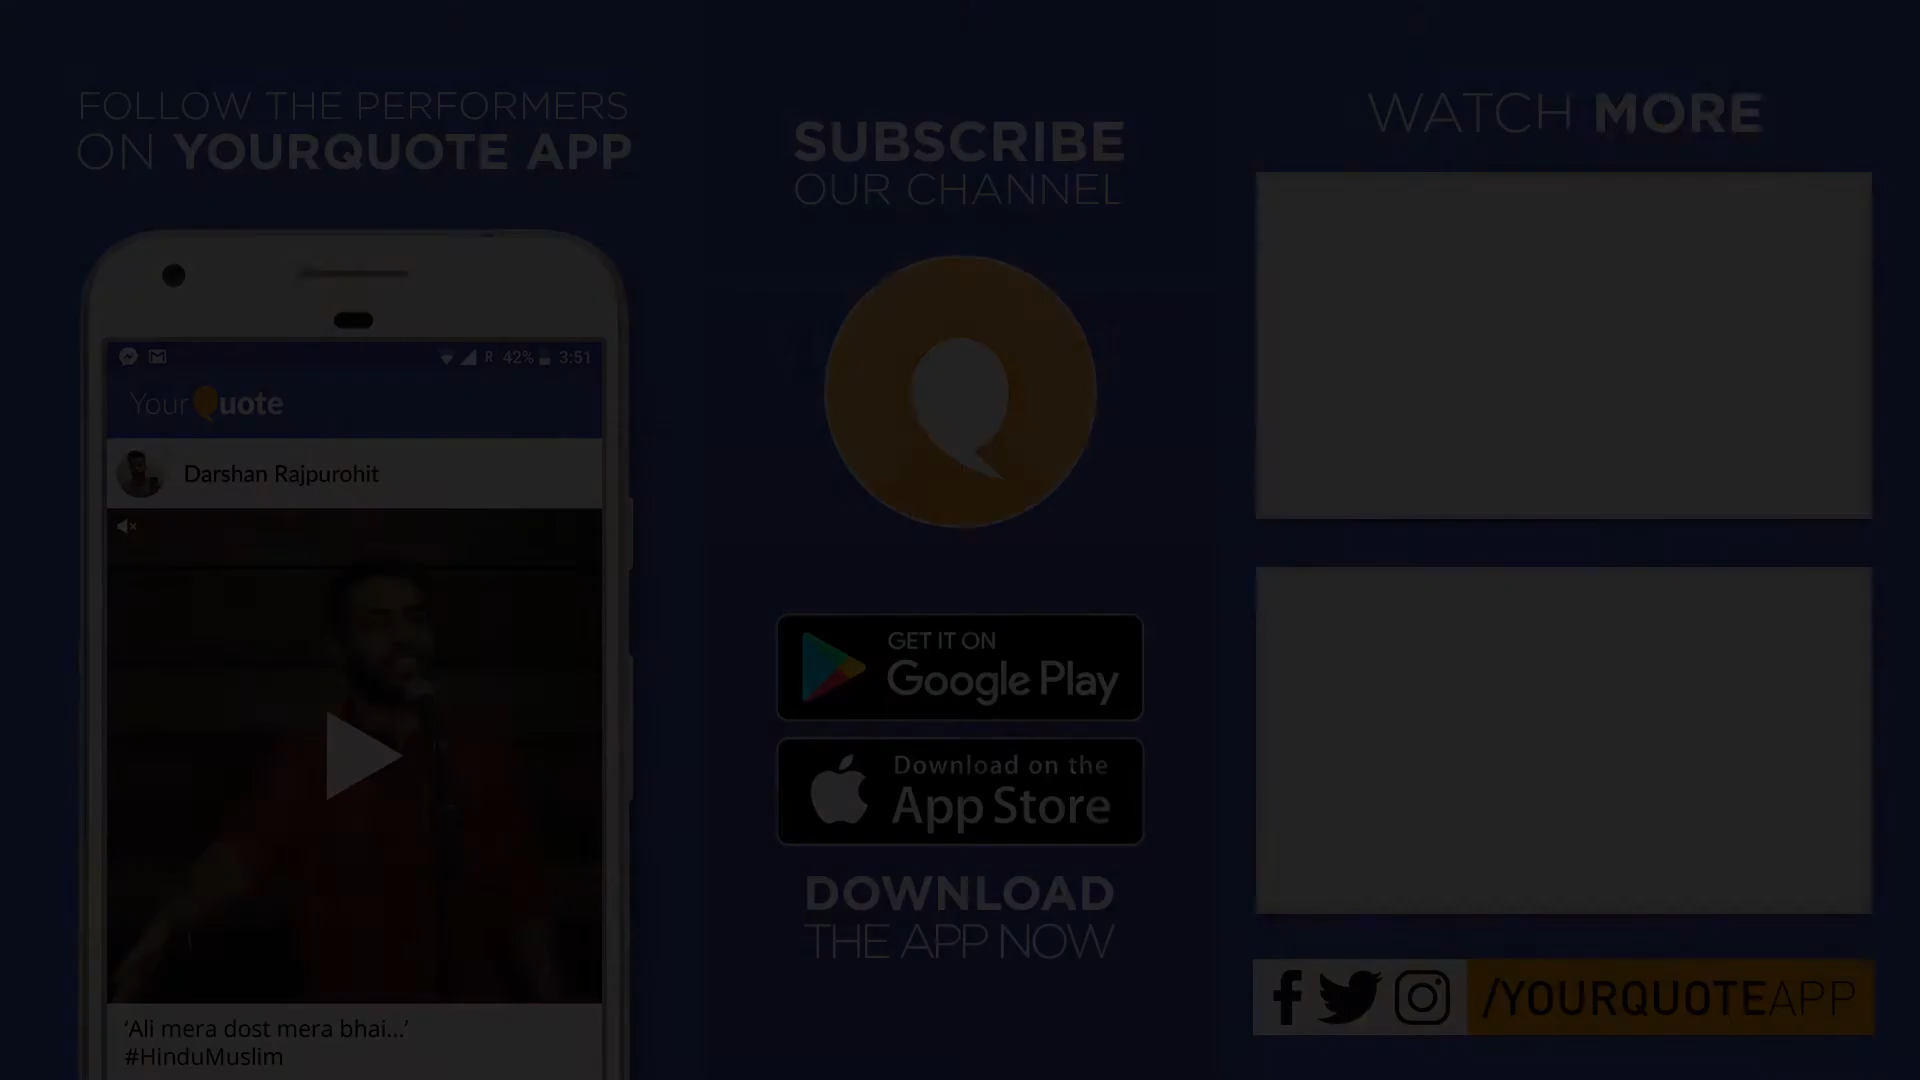 FOLLOW THE PERFORMERS
ON YOURQUOTE APP
R 42% 3:51
YourQuote
Darshan Rajpurohit
'Ali mera dost mera bhai...'
#HinduMuslim
SUBSCRIBE
OUR CHANNEL
GET IT ON
Google Play
Download on the
App Store
DOWNLOAD
THE APP NOW
WATCH MORE
/YOURQUOTEAPP